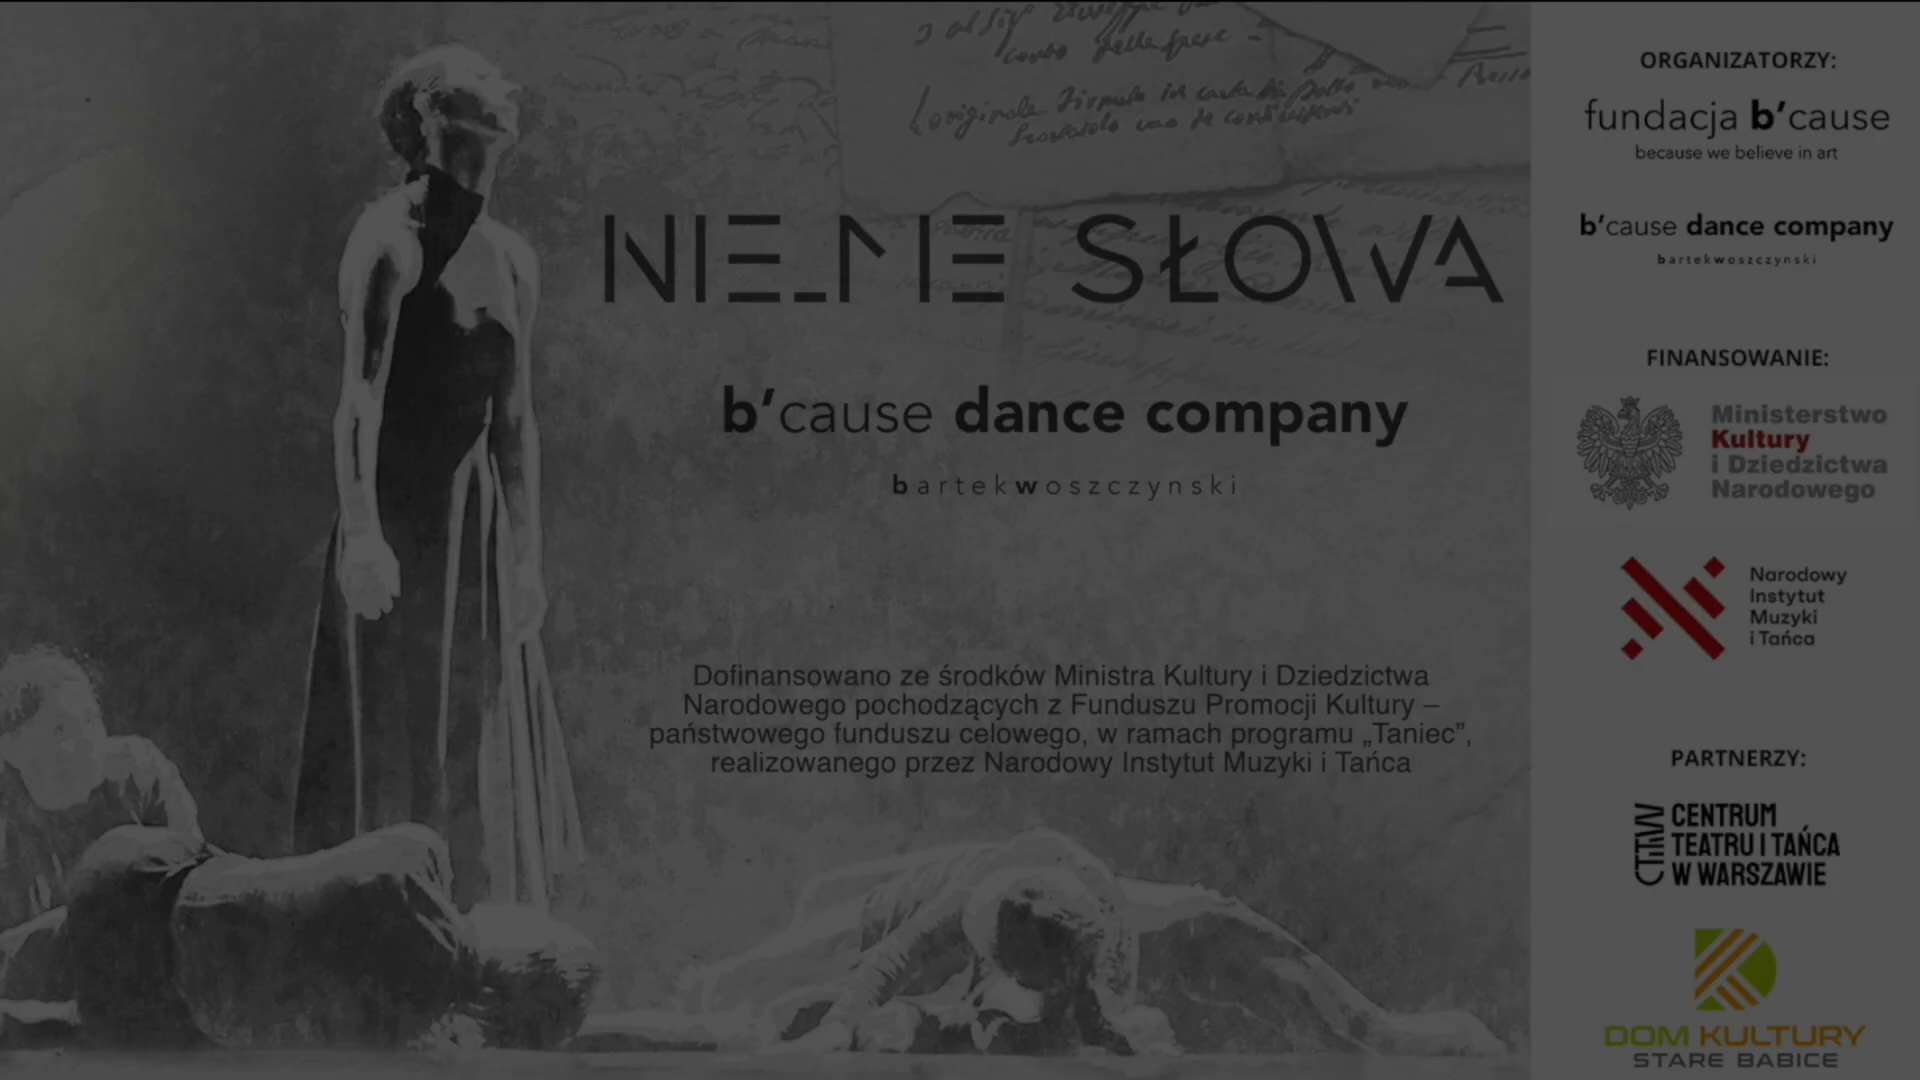 NIE_ME SŁOWA
b'cause dance company
bartekwoszczynski
Dofinansowano ze środków Ministra Kultury i Dziedzictwa
Narodowego pochodzących z Funduszu Promocji Kultury –
państwowego funduszu celowego, w ramach programu „Taniec”,
realizowanego przez Narodowy Instytut Muzyki i Tańca
ORGANIZATORZY:
fundacja b'cause
because we believe in art
b'cause dance company
bartekwoszczynski
FINANSOWANIE:
Ministerstwo
Kultury
i Dziedzictwa
Narodowego
Narodowy
Instytut
Muzyki
i Tańca
PARTNERZY:
CTTW
CENTRUM
TEATRU I TAŃCA
W WARSZAWIE
DOM KULTURY
STARE BABICE